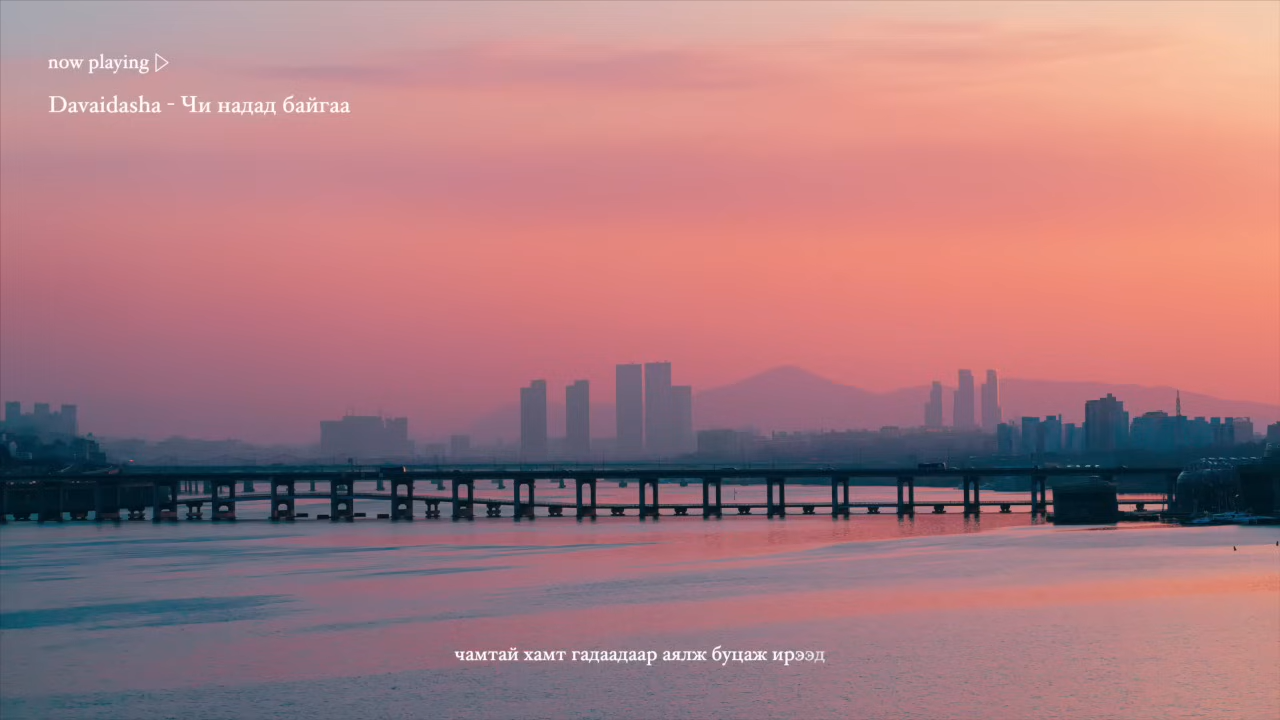 now playing ▷
Davaidasha - Чи надад байгаа
чамтай хамт гадаадаар аялж буцаж ирээд